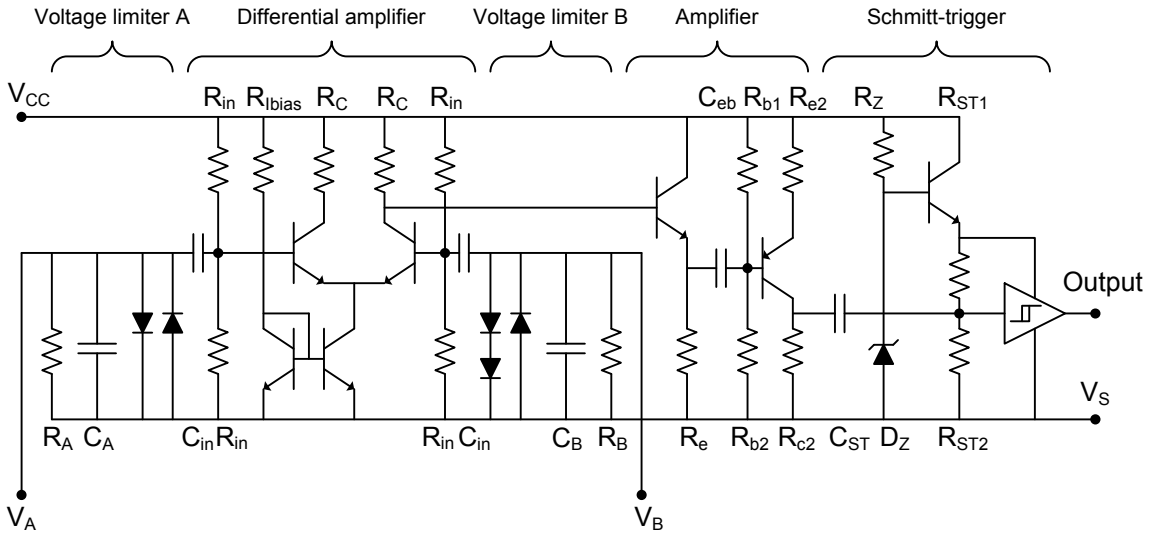 Voltage limiter A Differential amplifier Voltage limiter B Amplifier Schmitt-trigger
V_CC R_in R_Ibias R_C R_C R_in C_eb R_b1 R_e2 R_Z R_ST1
Output
V_S
R_A C_A C_in R_in R_in C_in C_B R_B R_e R_b2 R_c2 C_ST D_Z R_ST2
V_A V_B